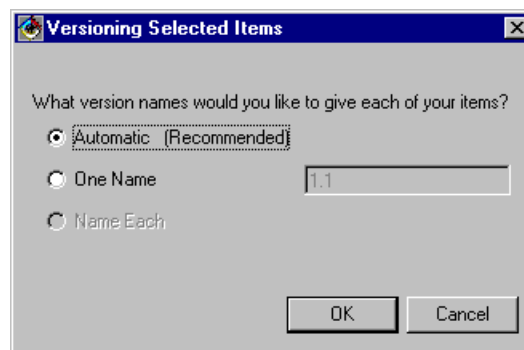 Versioning Selected Items
What version names would you like to give each of your items?
Automatic (Recommended)
One Name 1.1
Name Each
OK Cancel